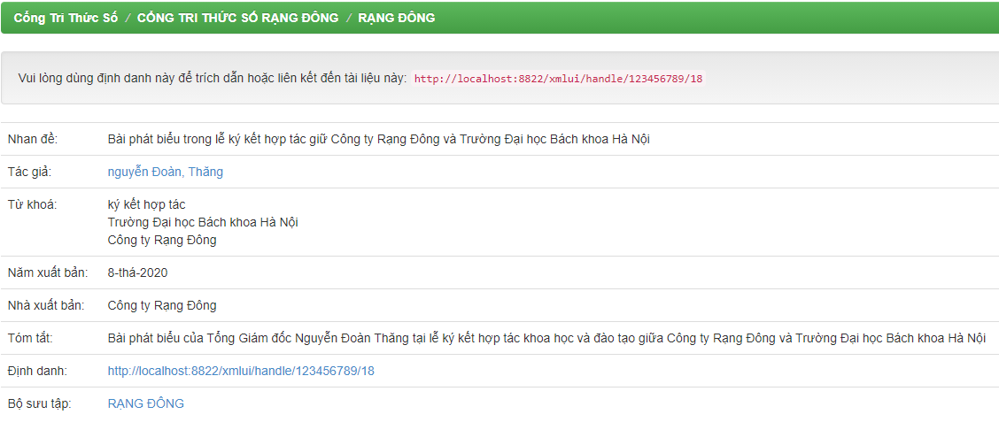 Cổng Tri Thức Số / CỔNG TRI THỨC SỐ RẠNG ĐÔNG / RẠNG ĐÔNG
Vui lòng dùng định danh này để trích dẫn hoặc liên kết đến tài liệu này: http://localhost:8822/xmlui/handle/123456789/18
Nhan đề: Bài phát biểu trong lễ ký kết hợp tác giữ Công ty Rạng Đông và Trường Đại học Bách khoa Hà Nội
Tác giả: nguyễn Đoàn, Thăng
Từ khoá: ký kết hợp tác
Trường Đại học Bách khoa Hà Nội
Công ty Rạng Đông
Năm xuất bản: 8-thá-2020
Nhà xuất bản: Công ty Rạng Đông
Tóm tắt: Bài phát biểu của Tổng Giám đốc Nguyễn Đoàn Thăng tại lễ ký kết hợp tác khoa học và đào tạo giữa Công ty Rạng Đông và Trường Đại học Bách khoa Hà Nội
Định danh: http://localhost:8822/xmlui/handle/123456789/18
Bộ sưu tập: RẠNG ĐÔNG